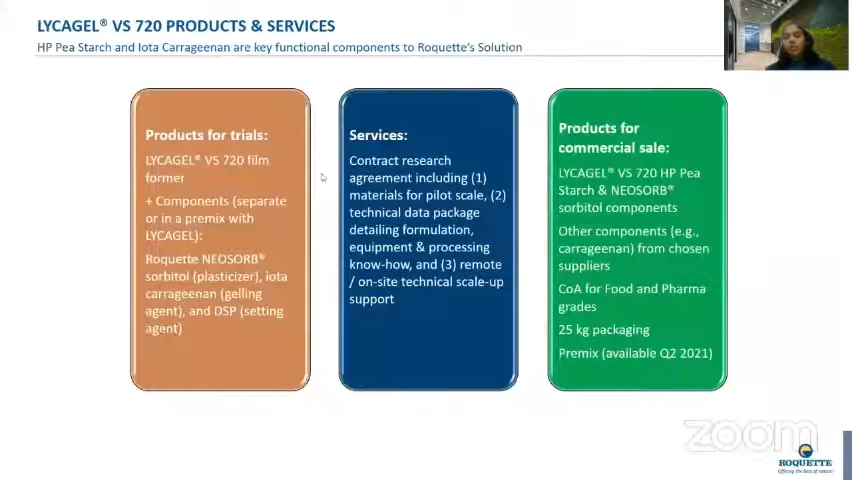 LYCAGEL® VS 720 PRODUCTS & SERVICES
HP Pea Starch and Iota Carrageenan are key functional components to Roquette's Solution
Products for trials:
LYCAGEL® VS 720 film
former
+ Components (separate
or in a premix with
LYCAGEL):
Roquette NEOSORB®
sorbitol (plasticizer), iota
carrageenan (gelling
agent), and DSP (setting
agent)
Services:
Contract research
agreement including (1)
materials for pilot scale, (2)
technical data package
detailing formulation,
equipment & processing
know-how, and (3) remote
/ on-site technical scale-up
support
Products for
commercial sale:
LYCAGEL® VS 720 HP Pea
Starch & NEOSORB®
sorbitol components
Other components (e.g.,
carrageenan) from chosen
suppliers
CoA for Food and Pharma
grades
25 kg packaging
Premix (available Q2 2021)
zoom
ROQUETTE
Offering the best of nature™